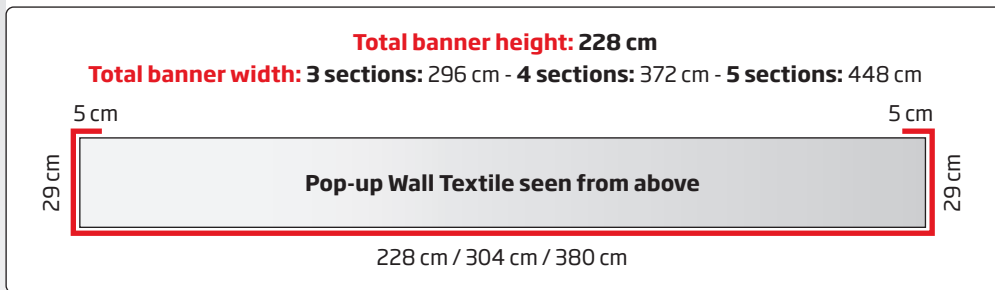 Total banner height: 228 cm
Total banner width: 3 sections: 296 cm - 4 sections: 372 cm - 5 sections: 448 cm
5 cm
5 cm
29 cm
Pop-up Wall Textile seen from above
29 cm
228 cm / 304 cm / 380 cm